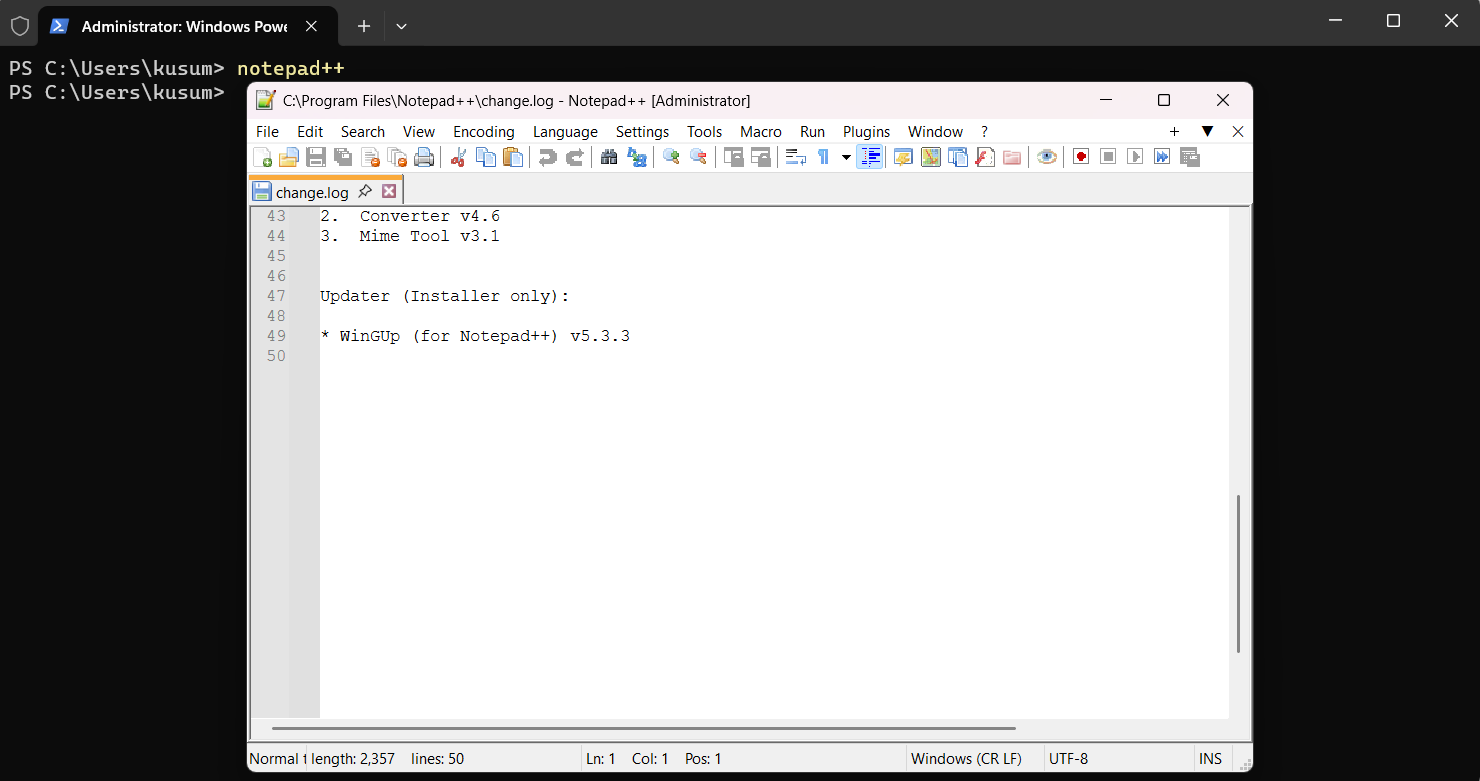 Administrator: Windows Powe
PS C:\Users\kusum> notepad++
PS C:\Users\kusum>
C:\Program Files\Notepad++\change.log - Notepad++ [Administrator]
File Edit Search View Encoding Language Settings Tools Macro Run Plugins Window ?
change.log
43 2.  Converter v4.6
44 3.  Mime Tool v3.1
45
46
47 Updater (Installer only):
48
49 * WinGUp (for Notepad++) v5.3.3
50
Normal t length: 2,357 lines: 50 Ln: 1 Col: 1 Pos: 1 Windows (CR LF) UTF-8 INS